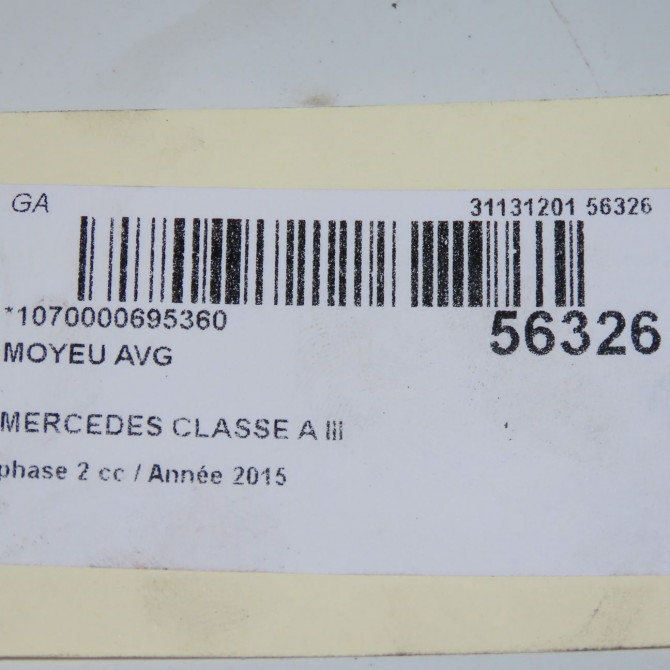 GA 31131201 56326
*1070000695360 56326
MOYEU AVG
MERCEDES CLASSE A III
phase 2 cc / Année 2015